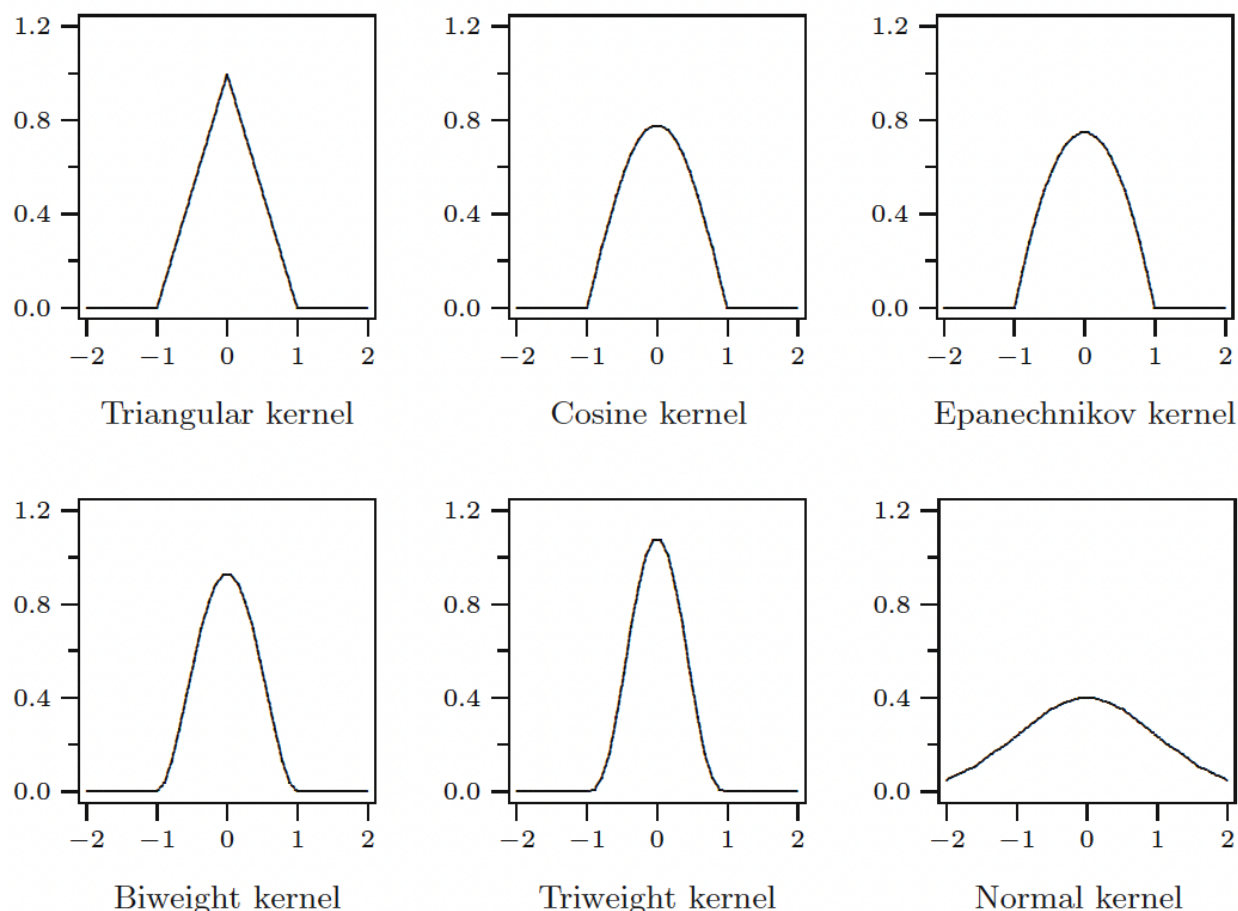 1.2
0.8
0.4
0.0
−2 −1 0 1 2
Triangular kernel
1.2
0.8
0.4
0.0
−2 −1 0 1 2
Cosine kernel
1.2
0.8
0.4
0.0
−2 −1 0 1 2
Epanechnikov kernel
1.2
0.8
0.4
0.0
−2 −1 0 1 2
Biweight kernel
1.2
0.8
0.4
0.0
−2 −1 0 1 2
Triweight kernel
1.2
0.8
0.4
0.0
−2 −1 0 1 2
Normal kernel